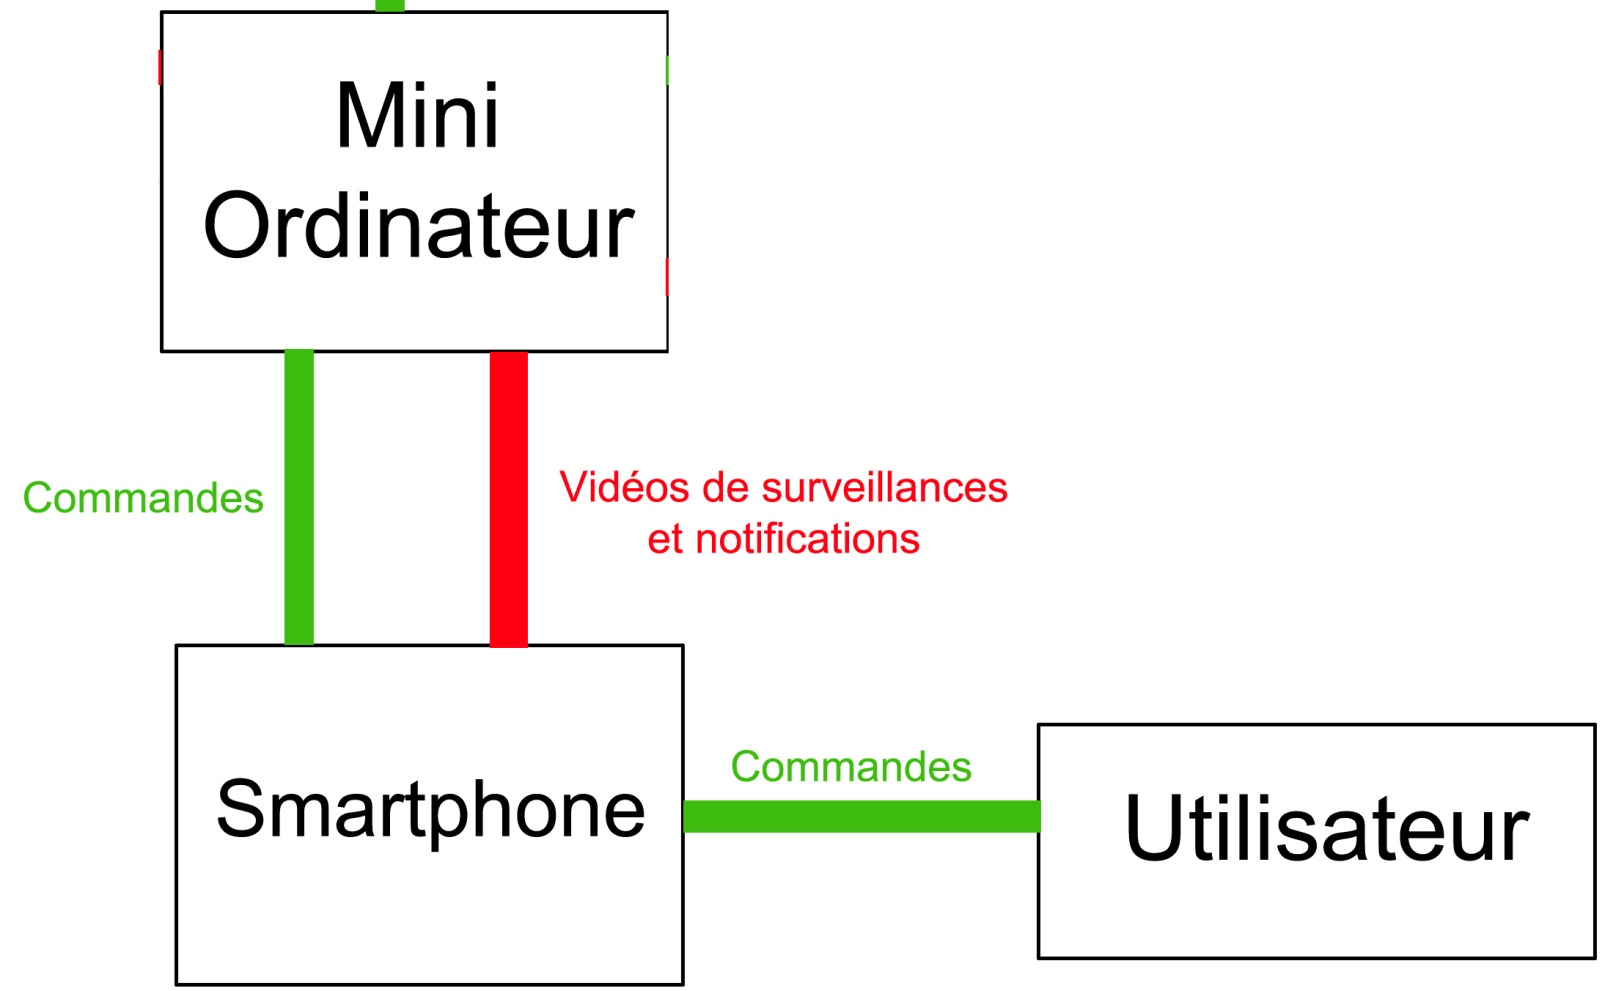 Mini
Ordinateur
Commandes
Vidéos de surveillances
et notifications
Commandes
Smartphone
Utilisateur